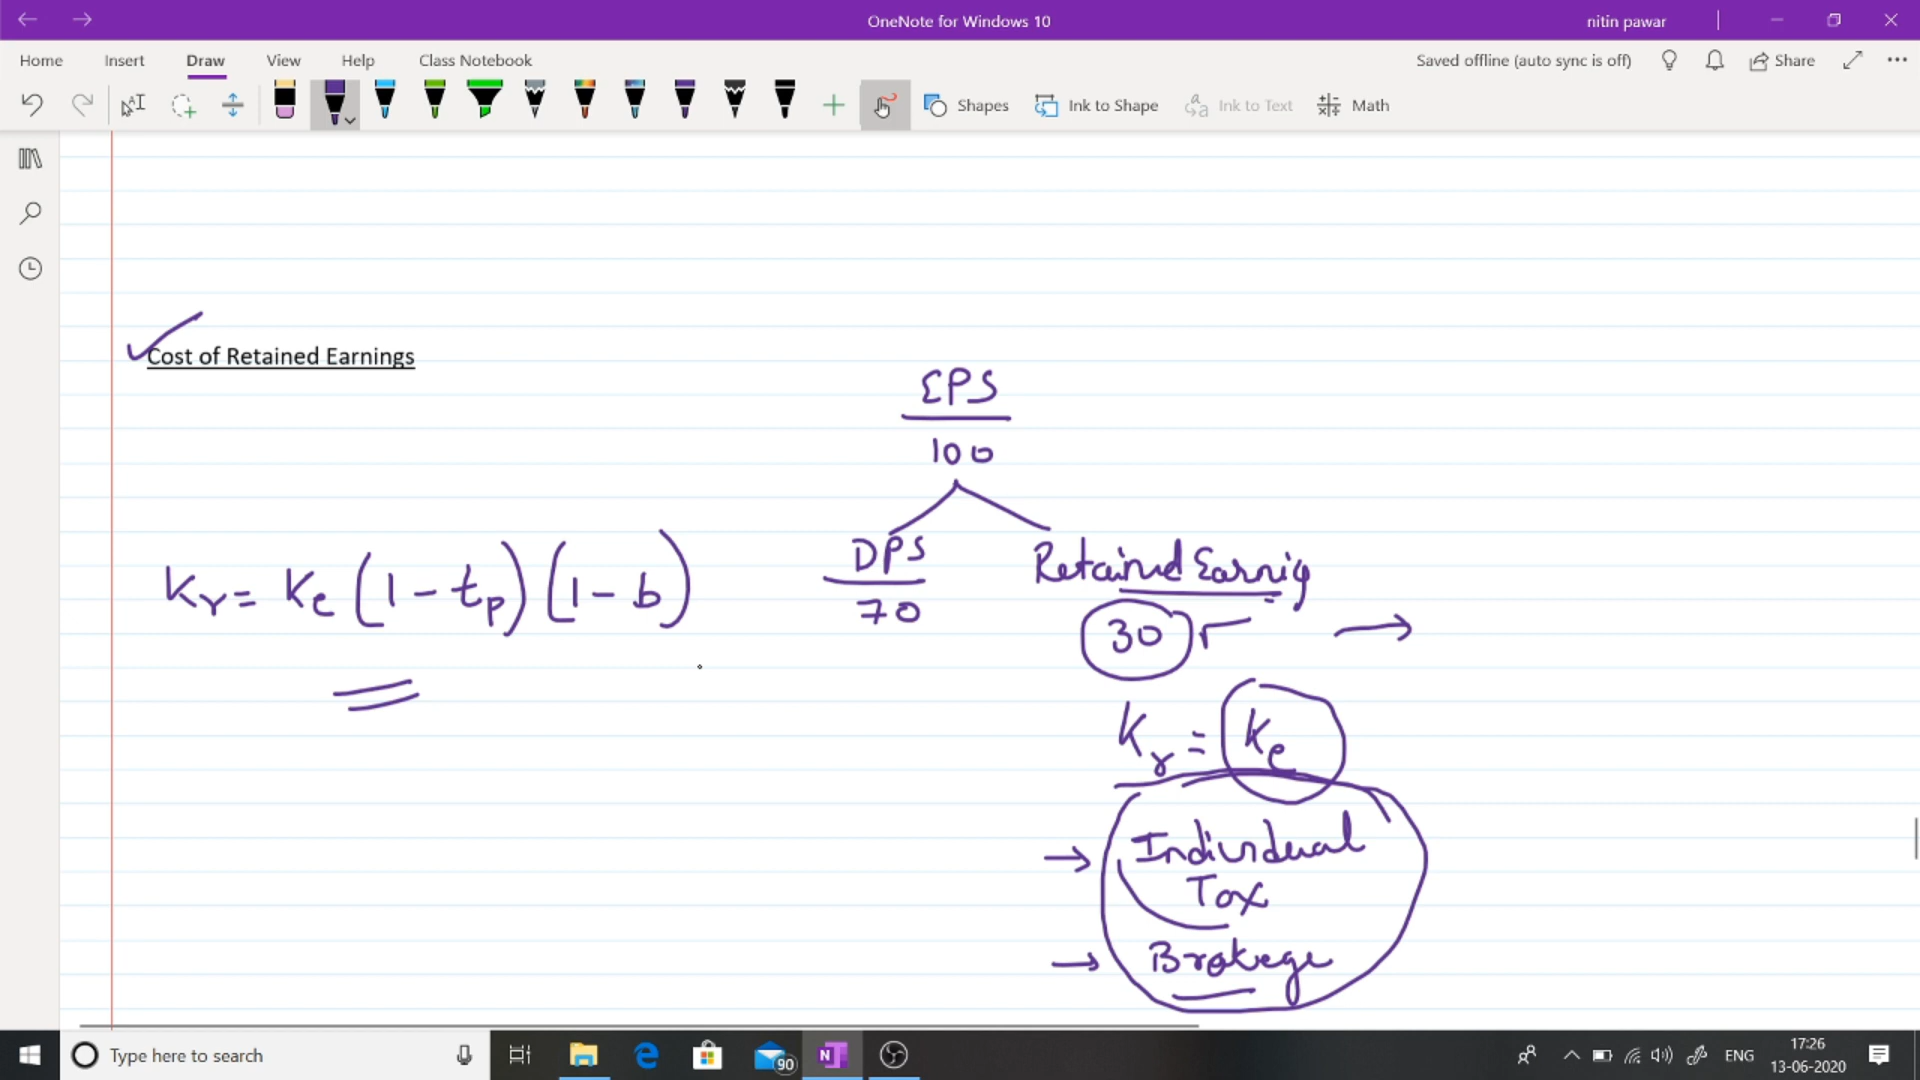 OneNote for Windows 10
nitin pawar
Home Insert Draw View Help Class Notebook
Saved offline (auto sync is off) Share
Shapes Ink to Shape Ink to Text Math
Cost of Retained Earnings
EPS
100
DPS Retained Earnig
70 30
Kr = Ke (1 - tp) (1 - b)
Kr = Ke
→ Individual
Tax
→ Brokege
Type here to search
90
ENG
17:26
13-06-2020